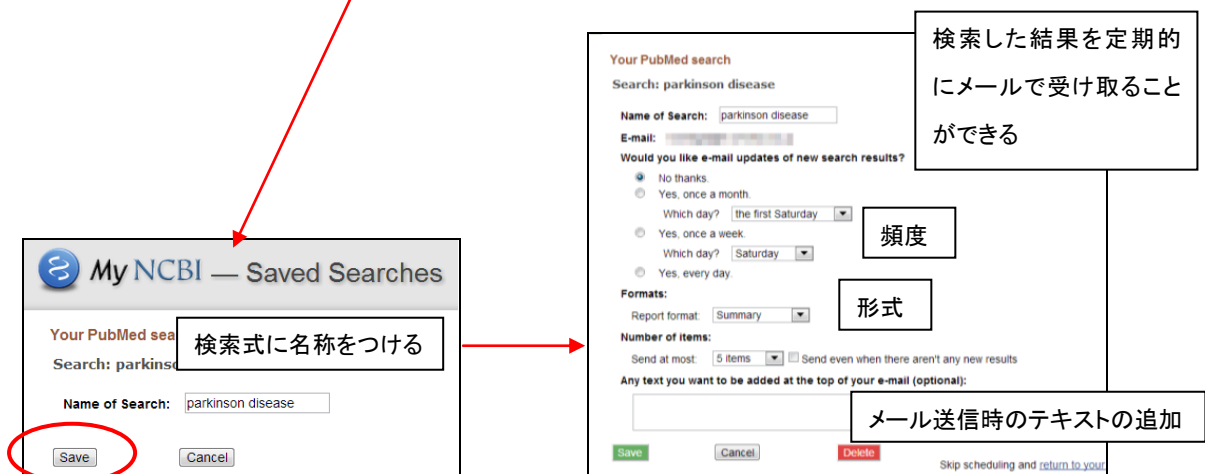 My NCBI — Saved Searches
Your PubMed sea
検索式に名称をつける
Search: parkins
Name of Search: parkinson disease
Save Cancel
検索した結果を定期的
にメールで受け取ること
ができる
Your PubMed search
Search: parkinson disease
Name of Search: parkinson disease
E-mail:
Would you like e-mail updates of new search results?
No thanks.
Yes, once a month.
Which day? the first Saturday
頻度
Yes, once a week.
Which day? Saturday
Yes, every day.
Formats:
形式
Report format: Summary
Number of items:
Send at most: 5 items Send even when there aren't any new results
Any text you want to be added at the top of your e-mail (optional):
メール送信時のテキストの追加
Save Cancel Delete
Skip scheduling and return to your